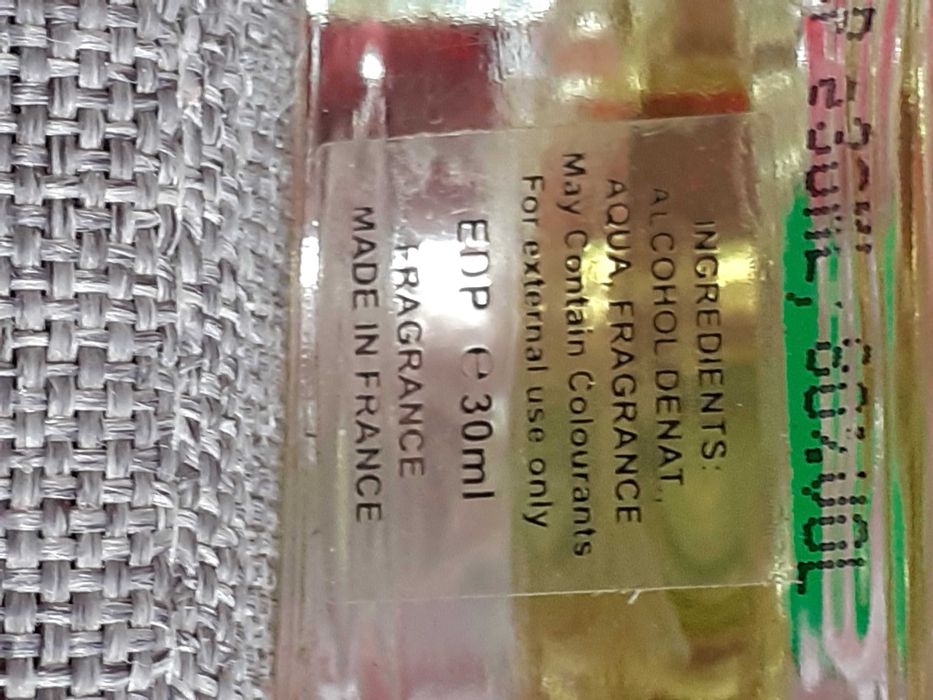 INGREDIENTS:
ALCOHOL DENAT.,
AQUA, FRAGRANCE
May Contain Colourants
For external use only
EDP ℮ 30ml
FRAGRANCE
MADE IN FRANCE